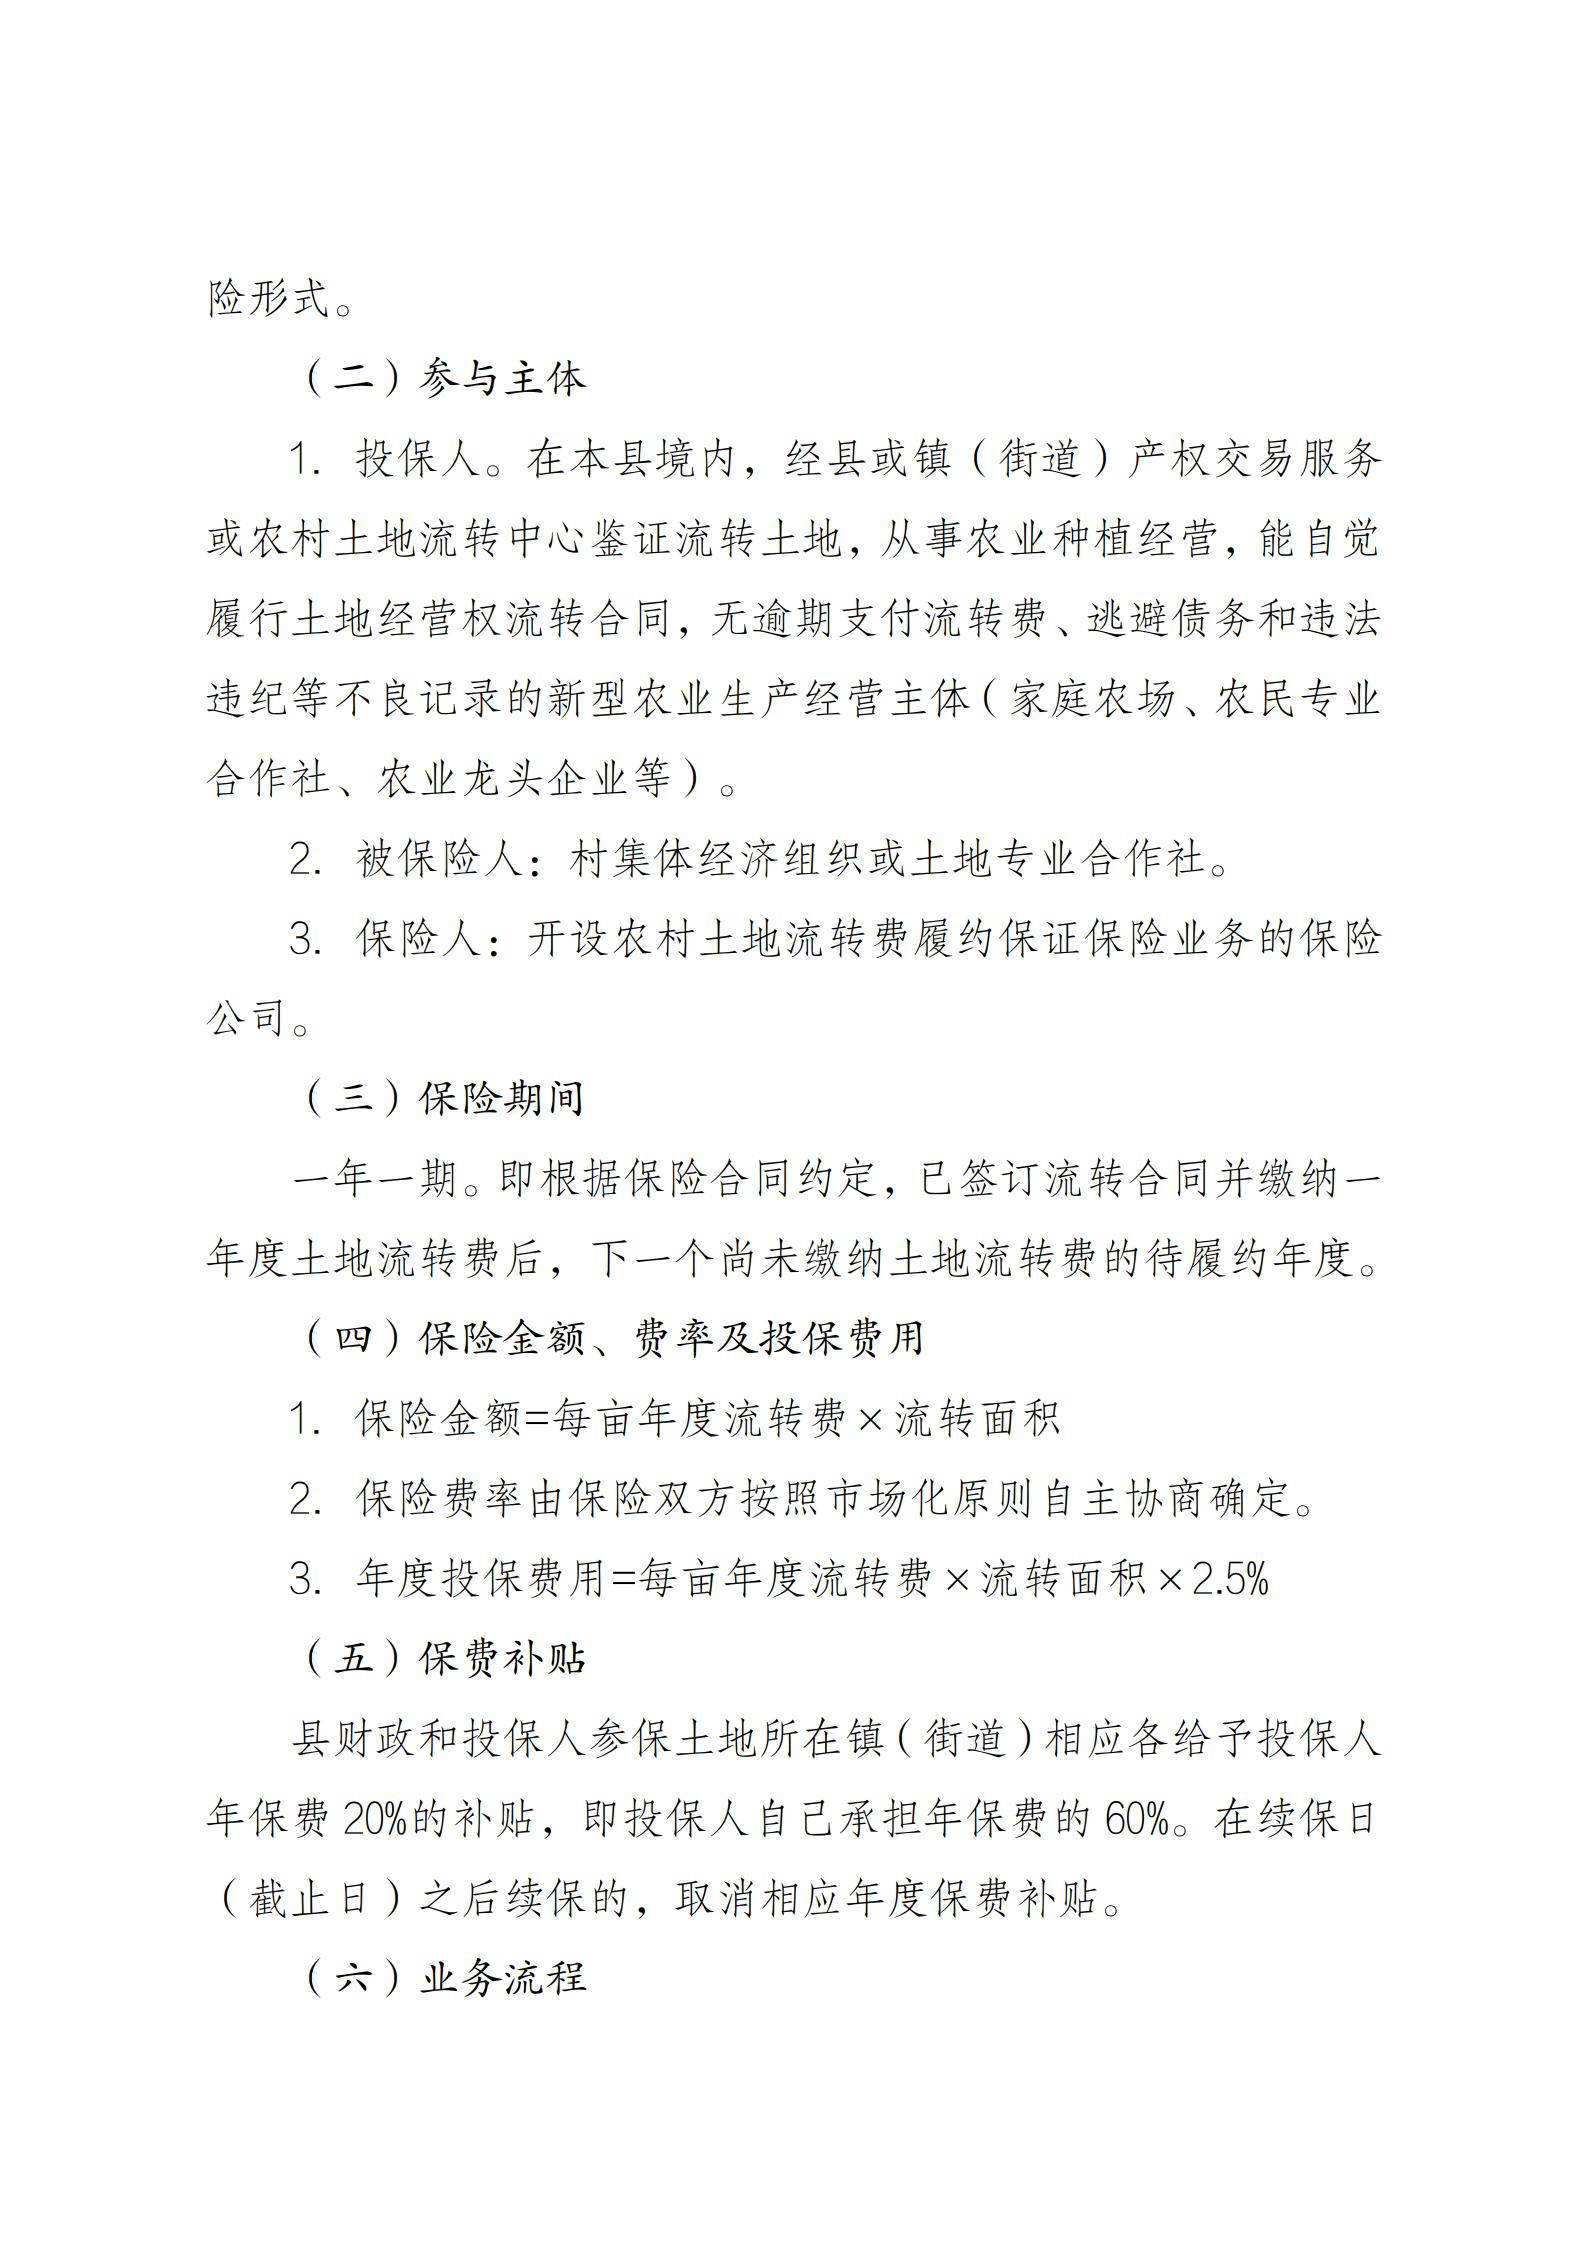 险形式。
（二）参与主体
1. 投保人。在本县境内，经县或镇（街道）产权交易服务
或农村土地流转中心鉴证流转土地，从事农业种植经营，能自觉
履行土地经营权流转合同，无逾期支付流转费、逃避债务和违法
违纪等不良记录的新型农业生产经营主体（家庭农场、农民专业
合作社、农业龙头企业等）。
2. 被保险人：村集体经济组织或土地专业合作社。
3. 保险人：开设农村土地流转费履约保证保险业务的保险
公司。
（三）保险期间
一年一期。即根据保险合同约定，已签订流转合同并缴纳一
年度土地流转费后，下一个尚未缴纳土地流转费的待履约年度。
（四）保险金额、费率及投保费用
1. 保险金额=每亩年度流转费×流转面积
2. 保险费率由保险双方按照市场化原则自主协商确定。
3. 年度投保费用=每亩年度流转费×流转面积×2.5%
（五）保费补贴
县财政和投保人参保土地所在镇（街道）相应各给予投保人
年保费 20%的补贴，即投保人自己承担年保费的 60%。在续保日
（截止日）之后续保的，取消相应年度保费补贴。
（六）业务流程